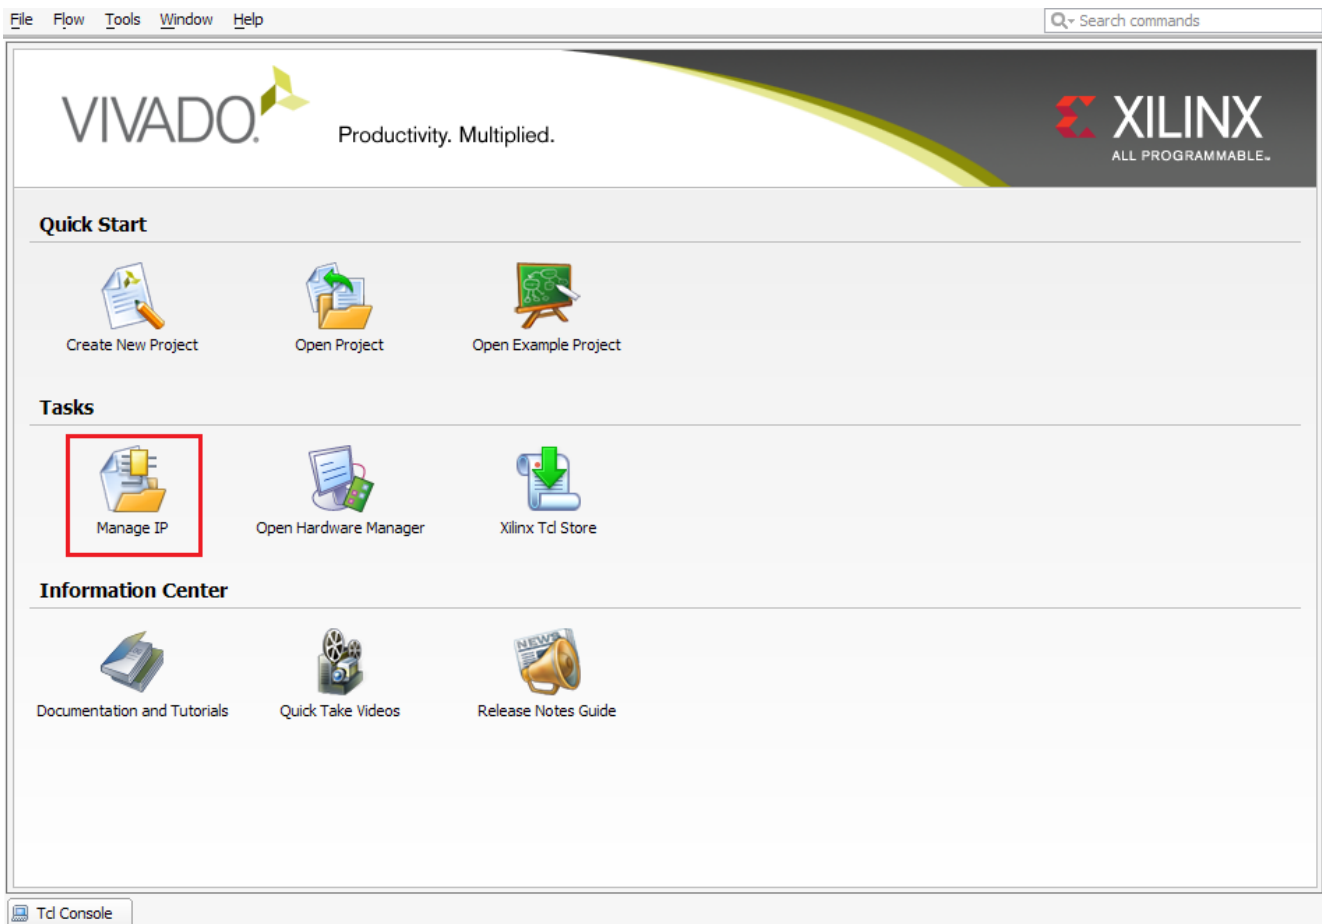 File Flow Tools Window Help Search commands
VIVADO. Productivity. Multiplied. XILINX
ALL PROGRAMMABLE™
Quick Start
Create New Project Open Project Open Example Project
Tasks
Manage IP Open Hardware Manager Xilinx Tcl Store
Information Center
NEWS
Documentation and Tutorials Quick Take Videos Release Notes Guide
Tcl Console